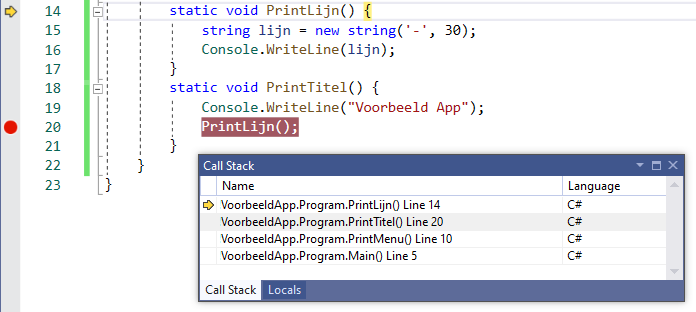 14 static void PrintLijn() {
15 string lijn = new string('-', 30);
16 Console.WriteLine(lijn);
17 }
18 static void PrintTitel() {
19 Console.WriteLine("Voorbeeld App");
20 PrintLijn();
21 }
22 }
23 }
Call Stack
Name Language
VoorbeeldApp.Program.PrintLijn() Line 14 C#
VoorbeeldApp.Program.PrintTitel() Line 20 C#
VoorbeeldApp.Program.PrintMenu() Line 10 C#
VoorbeeldApp.Program.Main() Line 5 C#
Call Stack Locals